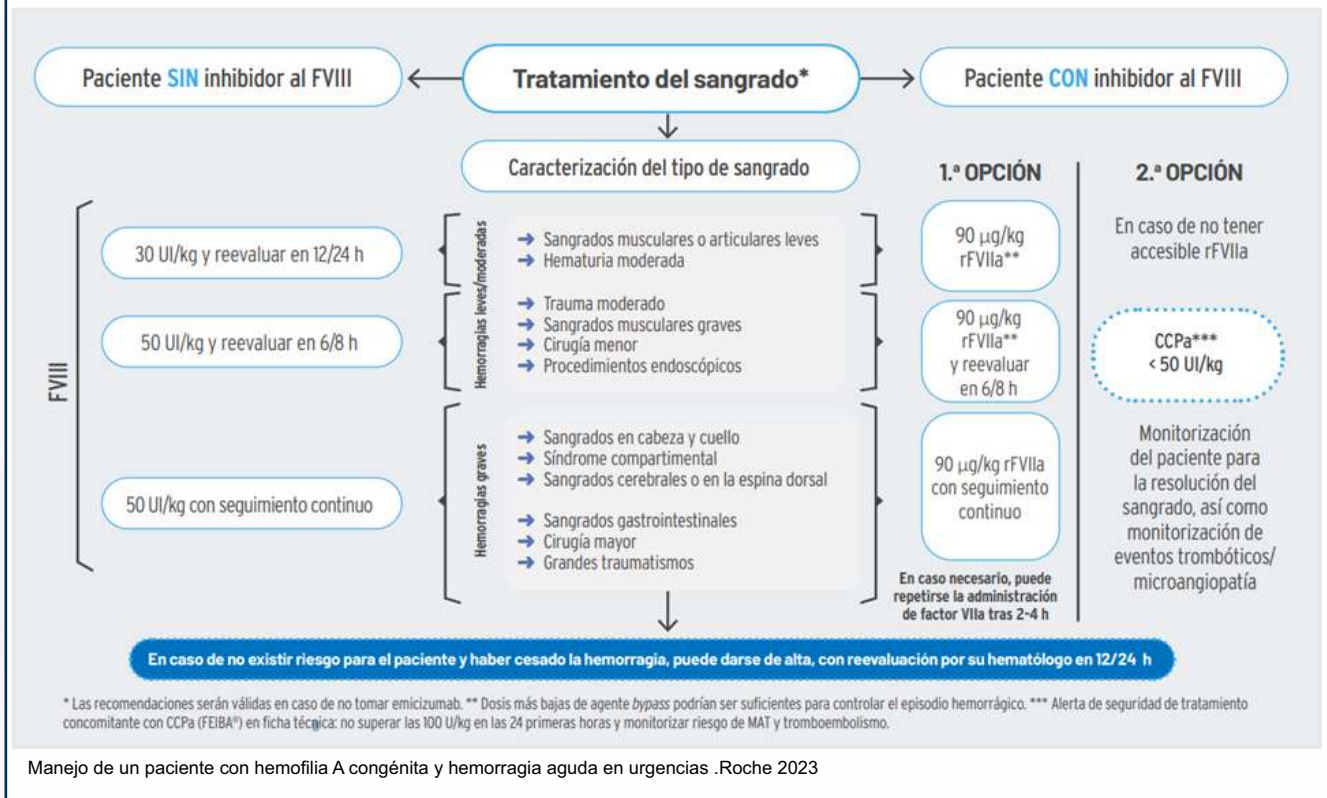 Paciente SIN inhibidor al FVIII
Tratamiento del sangrado*
Paciente CON inhibidor al FVIII
Caracterización del tipo de sangrado
FVIII
30 UI/kg y reevaluar en 12/24 h
50 UI/kg y reevaluar en 6/8 h
50 UI/kg con seguimiento continuo
Hemorragias leves/moderadas
→ Sangrados musculares o articulares leves
→ Hematuria moderada
→ Trauma moderado
→ Sangrados musculares graves
→ Cirugía menor
→ Procedimientos endoscópicos
Hemorragias graves
→ Sangrados en cabeza y cuello
→ Síndrome compartimental
→ Sangrados cerebrales o en la espina dorsal
→ Sangrados gastrointestinales
→ Cirugía mayor
→ Grandes traumatismos
1.ª OPCIÓN
90 µg/kg
rFVIIa**
90 µg/kg
rFVIIa**
y reevaluar
en 6/8 h
90 µg/kg rFVIIa
con seguimiento
continuo
En caso necesario, puede
repetirse la administración
de factor VIIa tras 2-4 h
2.ª OPCIÓN
En caso de no tener
accesible rFVIIa
CCPa***
< 50 UI/kg
Monitorización
del paciente para
la resolución del
sangrado, así como
monitorización de
eventos trombóticos/
microangiopatía
En caso de no existir riesgo para el paciente y haber cesado la hemorragia, puede darse de alta, con reevaluación por su hematólogo en 12/24 h
* Las recomendaciones serán válidas en caso de no tomar emicizumab. ** Dosis más bajas de agente bypass podrían ser suficientes para controlar el episodio hemorrágico. *** Alerta de seguridad de tratamiento
concomitante con CCPa (FEIBA®) en ficha técnica: no superar las 100 U/kg en las 24 primeras horas y monitorizar riesgo de MAT y tromboembolismo.
Manejo de un paciente con hemofilia A congénita y hemorragia aguda en urgencias .Roche 2023